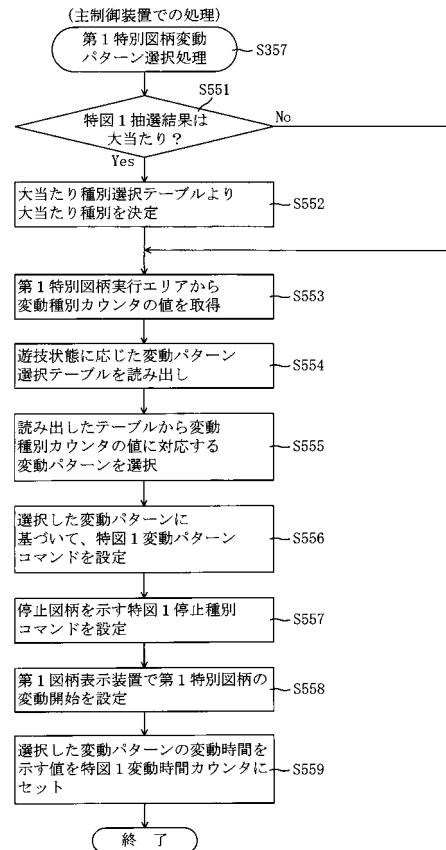 (主制御装置での処理)
第1特別図柄変動
パターン選択処理
S357
S551
特図1抽選結果は
大当たり?
No
Yes
大当たり種別選択テーブルより
大当たり種別を決定
S552
第1特別図柄実行エリアから
変動種別カウンタの値を取得
S553
遊技状態に応じた変動パターン
選択テーブルを読み出し
S554
読み出したテーブルから変動
種別カウンタの値に対応する
変動パターンを選択
S555
選択した変動パターンに
基づいて、特図1変動パターン
コマンドを設定
S556
停止図柄を示す特図1停止種別
コマンドを設定
S557
第1図柄表示装置で第1特別図柄の
変動開始を設定
S558
選択した変動パターンの変動時間を
示す値を特図1変動時間カウンタに
セット
S559
終 了